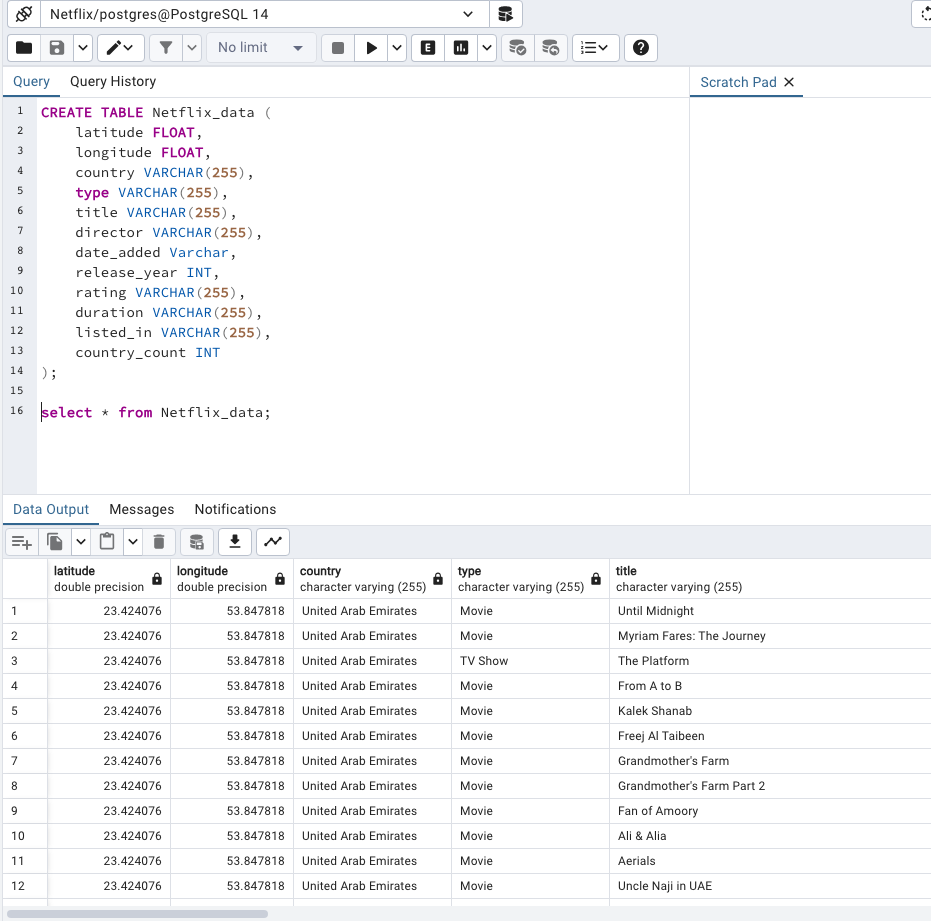 Netflix/postgres@PostgreSQL 14
No limit
E
Query Query History
Scratch Pad
1 CREATE TABLE Netflix_data (
2 latitude FLOAT,
3 longitude FLOAT,
4 country VARCHAR(255),
5 type VARCHAR(255),
6 title VARCHAR(255),
7 director VARCHAR(255),
8 date_added Varchar,
9 release_year INT,
10 rating VARCHAR(255),
11 duration VARCHAR(255),
12 listed_in VARCHAR(255),
13 country_count INT
14 );
15
16 select * from Netflix_data;
Data Output Messages Notifications
latitude longitude country type title
double precision double precision character varying (255) character varying (255) character varying (255)
1 23.424076 53.847818 United Arab Emirates Movie Until Midnight
2 23.424076 53.847818 United Arab Emirates Movie Myriam Fares: The Journey
3 23.424076 53.847818 United Arab Emirates TV Show The Platform
4 23.424076 53.847818 United Arab Emirates Movie From A to B
5 23.424076 53.847818 United Arab Emirates Movie Kalek Shanab
6 23.424076 53.847818 United Arab Emirates Movie Freej Al Taibeen
7 23.424076 53.847818 United Arab Emirates Movie Grandmother's Farm
8 23.424076 53.847818 United Arab Emirates Movie Grandmother's Farm Part 2
9 23.424076 53.847818 United Arab Emirates Movie Fan of Amoory
10 23.424076 53.847818 United Arab Emirates Movie Ali & Alia
11 23.424076 53.847818 United Arab Emirates Movie Aerials
12 23.424076 53.847818 United Arab Emirates Movie Uncle Naji in UAE